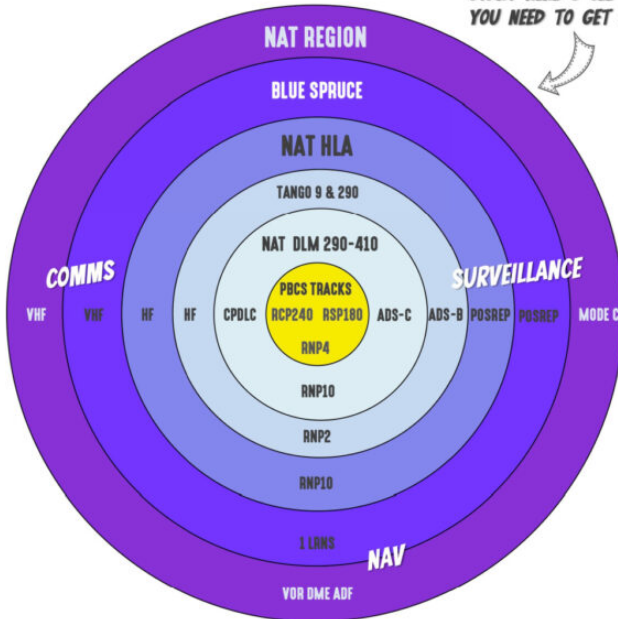 YOU NEED TO GET
NAT REGION
BLUE SPRUCE
NAT HLA
TANGO 9 & 290
NAT DLM 290-410
COMMS
SURVEILLANCE
PBCS TRACKS
VHF VHF HF HF CPDLC RCP240 RSP180 ADS-C ADS-B POSREP POSREP MODE C
RNP4
RNP10
RNP2
RNP10
1 LRNS
NAV
VOR DME ADF